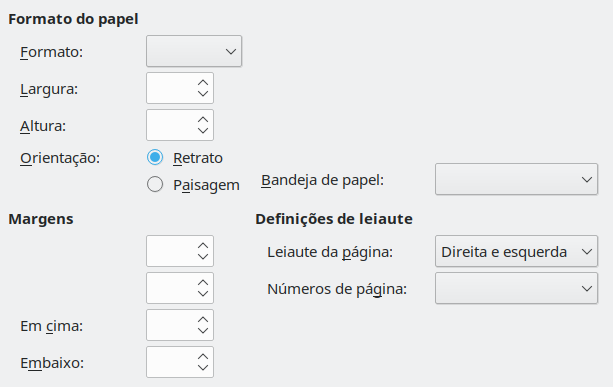 Formato do papel
Formato:
Largura:
Altura:
Orientação:
Retrato
Paisagem
Bandeja de papel:
Margens
Definições de leiaute
Leiaute da página:
Direita e esquerda
Números de página:
Em cima:
Embaixo: